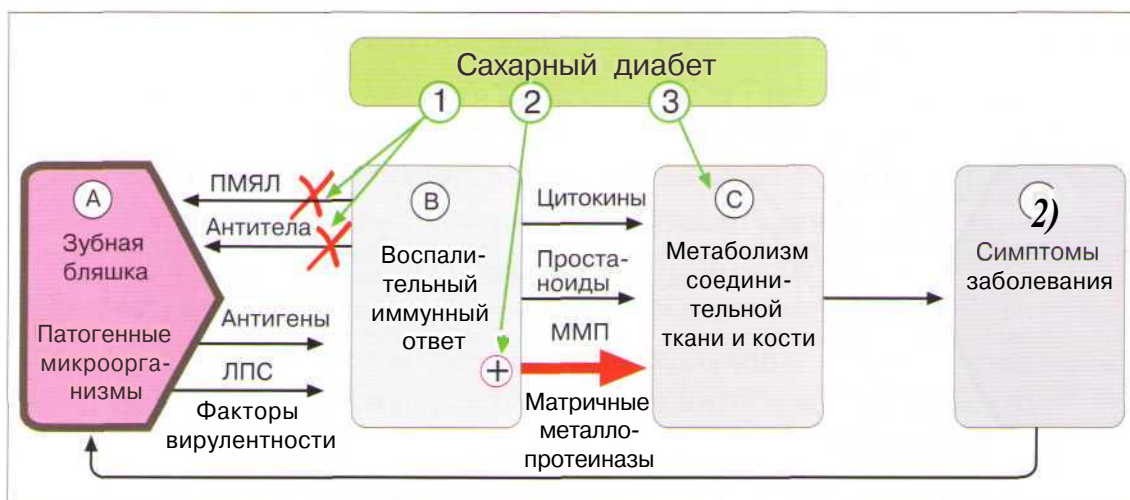 Сахарный диабет
1
2
3
A
Зубная
бляшка
Патогенные
микроорга-
низмы
ПМЯЛ
Антитела
Антигены
ЛПС
Факторы
вирулентности
B
Воспали-
тельный
иммунный
ответ
+
Цитокины
Проста-
ноиды
ММП
Матричные
металло-
протеиназы
C
Метаболизм
соедини-
тельной
ткани и кости
2)
Симптомы
заболевания